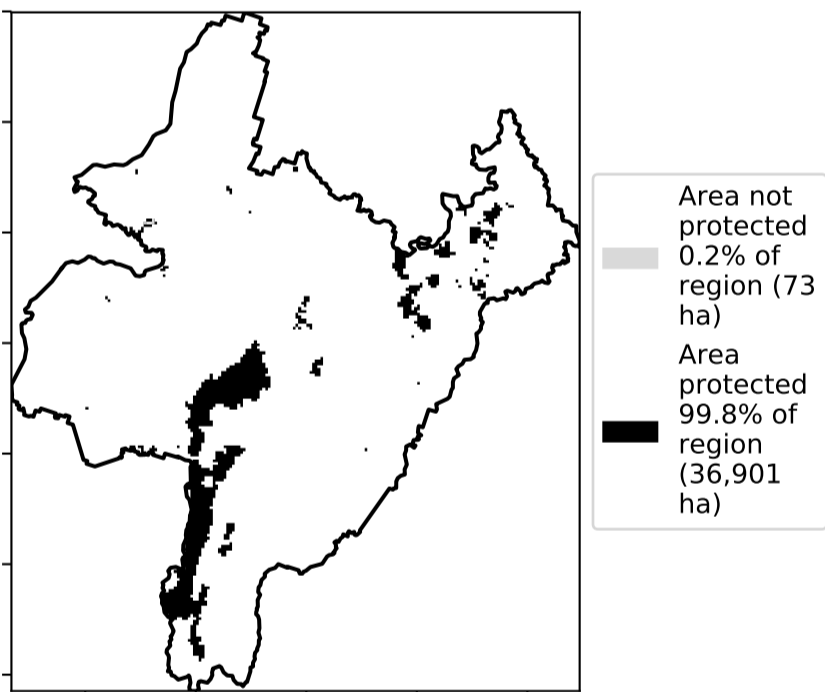 Area not
protected
0.2% of
region (73
ha)
Area
protected
99.8% of
region
(36,901
ha)